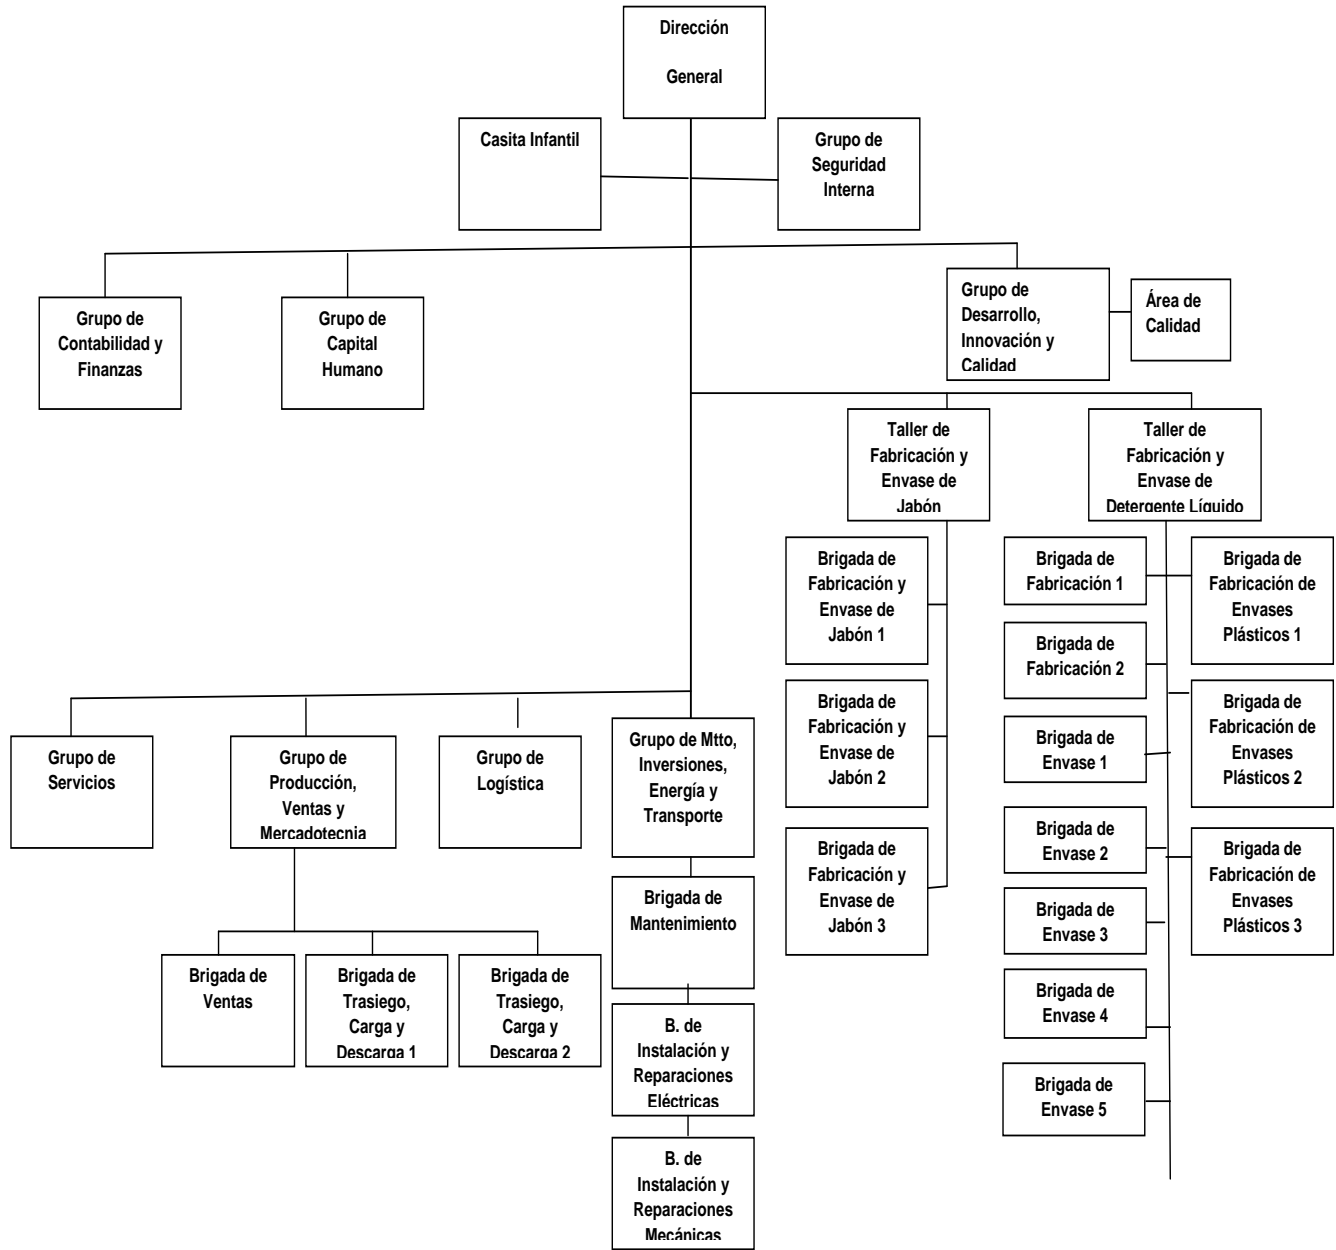 Dirección
General
Casita Infantil
Grupo de
Seguridad
Interna
Grupo de
Contabilidad y
Finanzas
Grupo de
Capital
Humano
Grupo de
Desarrollo,
Innovación y
Calidad
Área de
Calidad
Taller de
Fabricación y
Envase de
Jabón
Taller de
Fabricación y
Envase de
Detergente Líquido
Brigada de
Fabricación y
Envase de
Jabón 1
Brigada de
Fabricación 1
Brigada de
Fabricación de
Envases
Plásticos 1
Brigada de
Fabricación 2
Brigada de
Fabricación y
Envase de
Jabón 2
Brigada de
Fabricación de
Envases
Plásticos 2
Brigada de
Envase 1
Grupo de
Servicios
Grupo de
Producción,
Ventas y
Mercadotecnia
Grupo de
Logística
Grupo de Mtto,
Inversiones,
Energía y
Transporte
Brigada de
Envase 2
Brigada de
Fabricación y
Envase de
Jabón 3
Brigada de
Fabricación de
Envases
Plásticos 3
Brigada de
Mantenimiento
Brigada de
Envase 3
Brigada de
Ventas
Brigada de
Trasiego,
Carga y
Descarga 1
Brigada de
Trasiego,
Carga y
Descarga 2
Brigada de
Envase 4
B. de
Instalación y
Reparaciones
Eléctricas
Brigada de
Envase 5
B. de
Instalación y
Reparaciones
Mecánicas